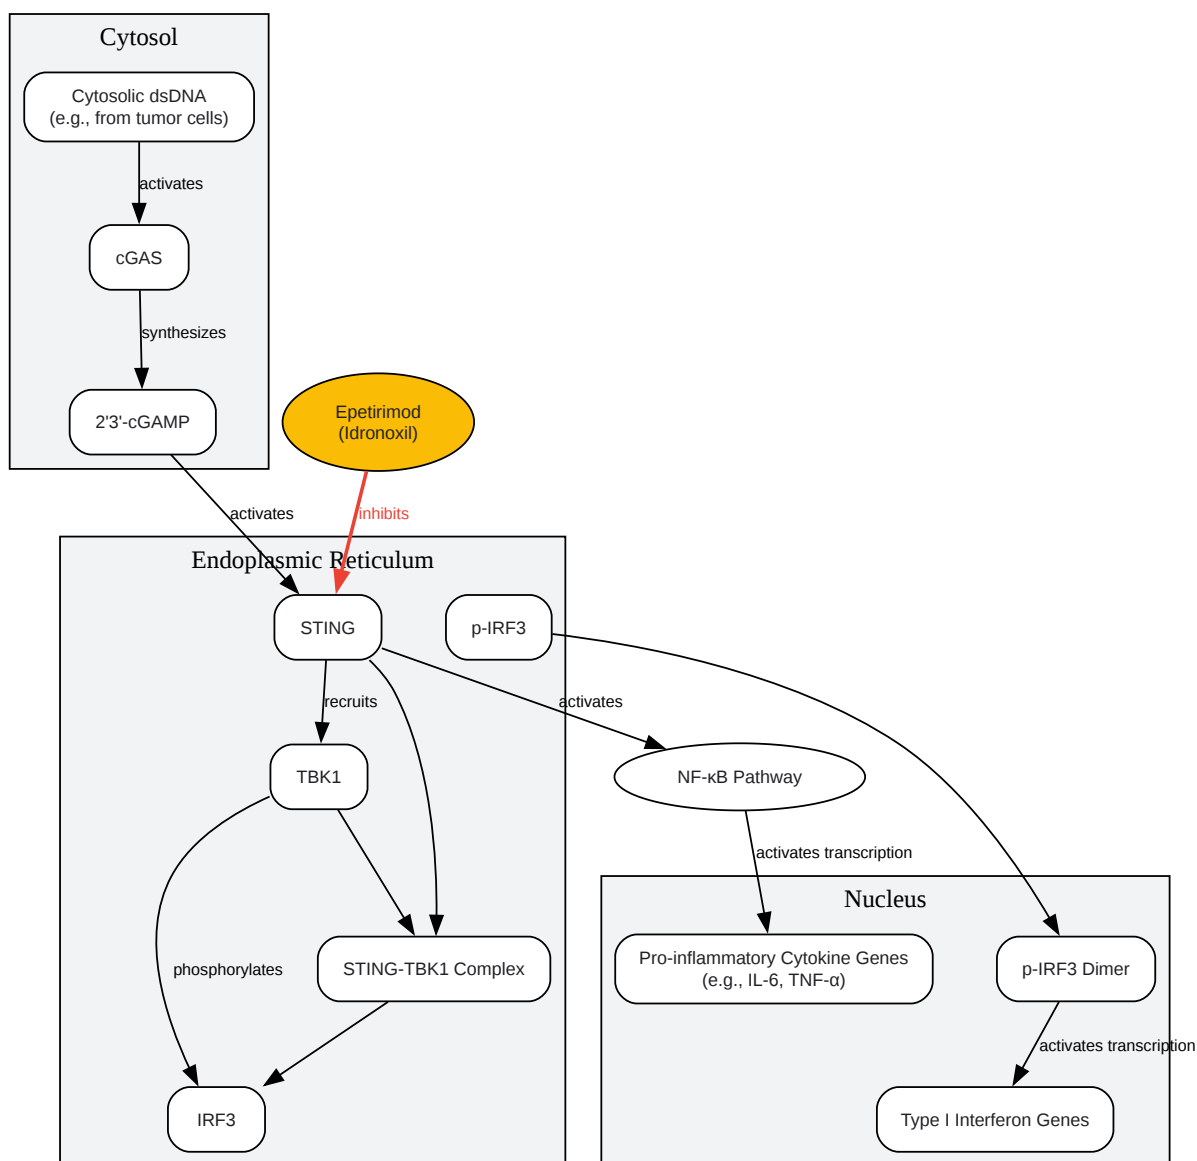 Cytosol
Cytosolic dsDNA
(e.g., from tumor cells)
activates
cGAS
synthesizes
2'3'-cGAMP
Epetirimod
(Idronoxil)
activates
inhibits
Endoplasmic Reticulum
STING
p-IRF3
recruits
activates
TBK1
NF-κB Pathway
activates transcription
Nucleus
Pro-inflammatory Cytokine Genes
(e.g., IL-6, TNF-α)
p-IRF3 Dimer
STING-TBK1 Complex
phosphorylates
activates transcription
IRF3
Type I Interferon Genes